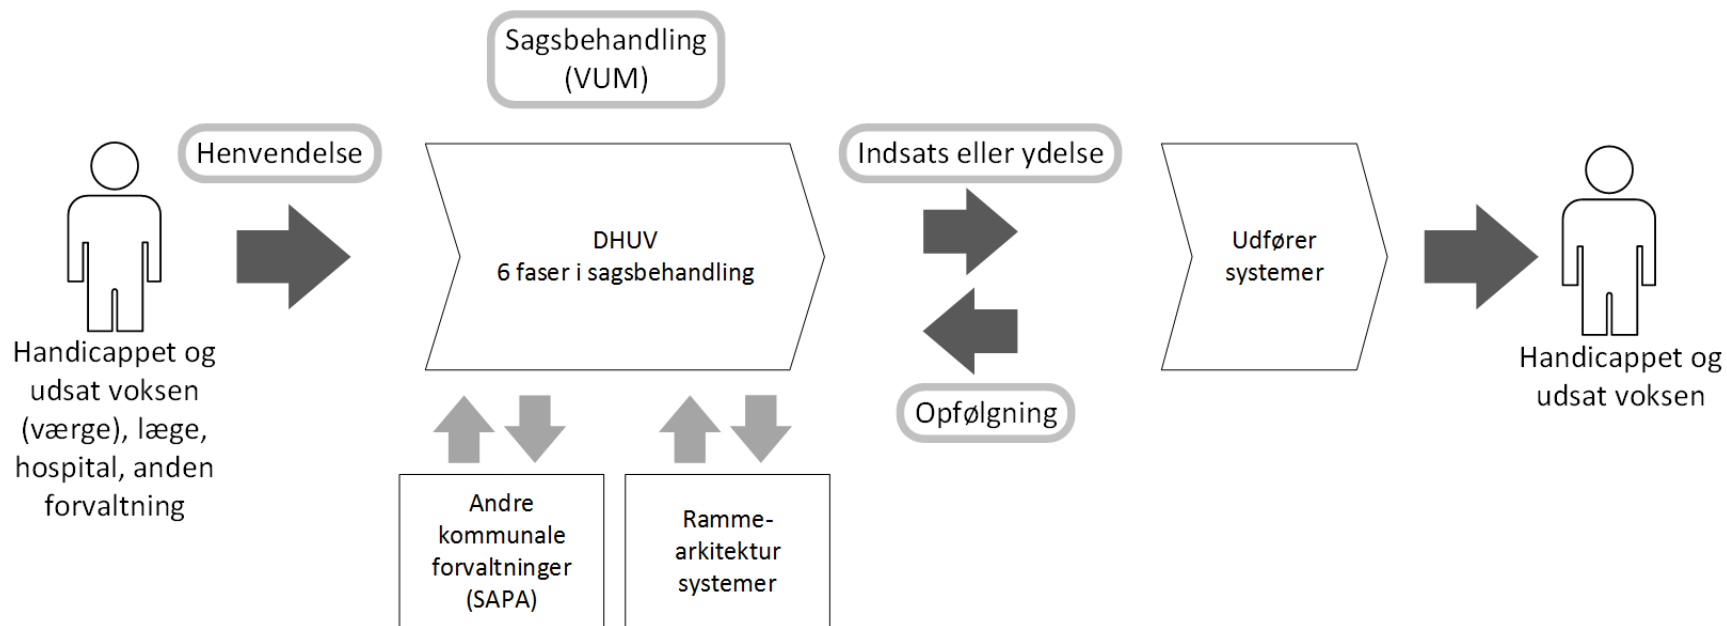 Sagsbehandling
(VUM)
Henvendelse
Indsats eller ydelse
DHUV
6 faser i sagsbehandling
Udfører
systemer
Handicappet og
udsat voksen
(værge), læge,
hospital, anden
forvaltning
Opfølgning
Handicappet og
udsat voksen
Andre
kommunale
forvaltninger
(SAPA)
Ramme-
arkitektur
systemer